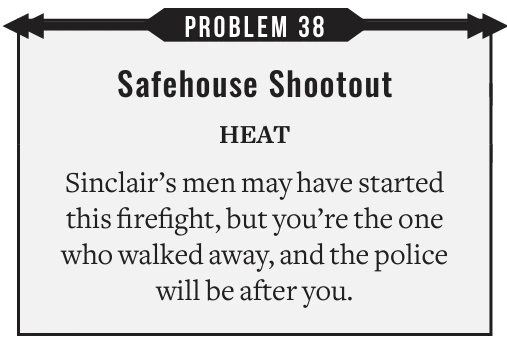 PROBLEM 38
Safehouse Shootout
HEAT
Sinclair’s men may have started
this firefight, but you’re the one
who walked away, and the police
will be after you.